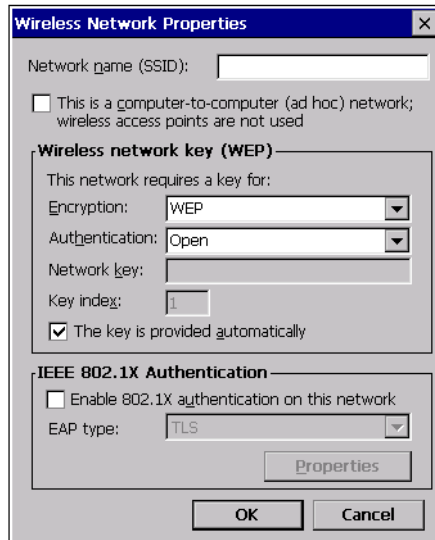 Wireless Network Properties
Network name (SSID):
This is a computer-to-computer (ad hoc) network;
wireless access points are not used
Wireless network key (WEP)
This network requires a key for:
Encryption: WEP
Authentication: Open
Network key:
Key index: 1
The key is provided automatically
IEEE 802.1X Authentication
Enable 802.1X authentication on this network
EAP type: TLS
Properties
OK Cancel